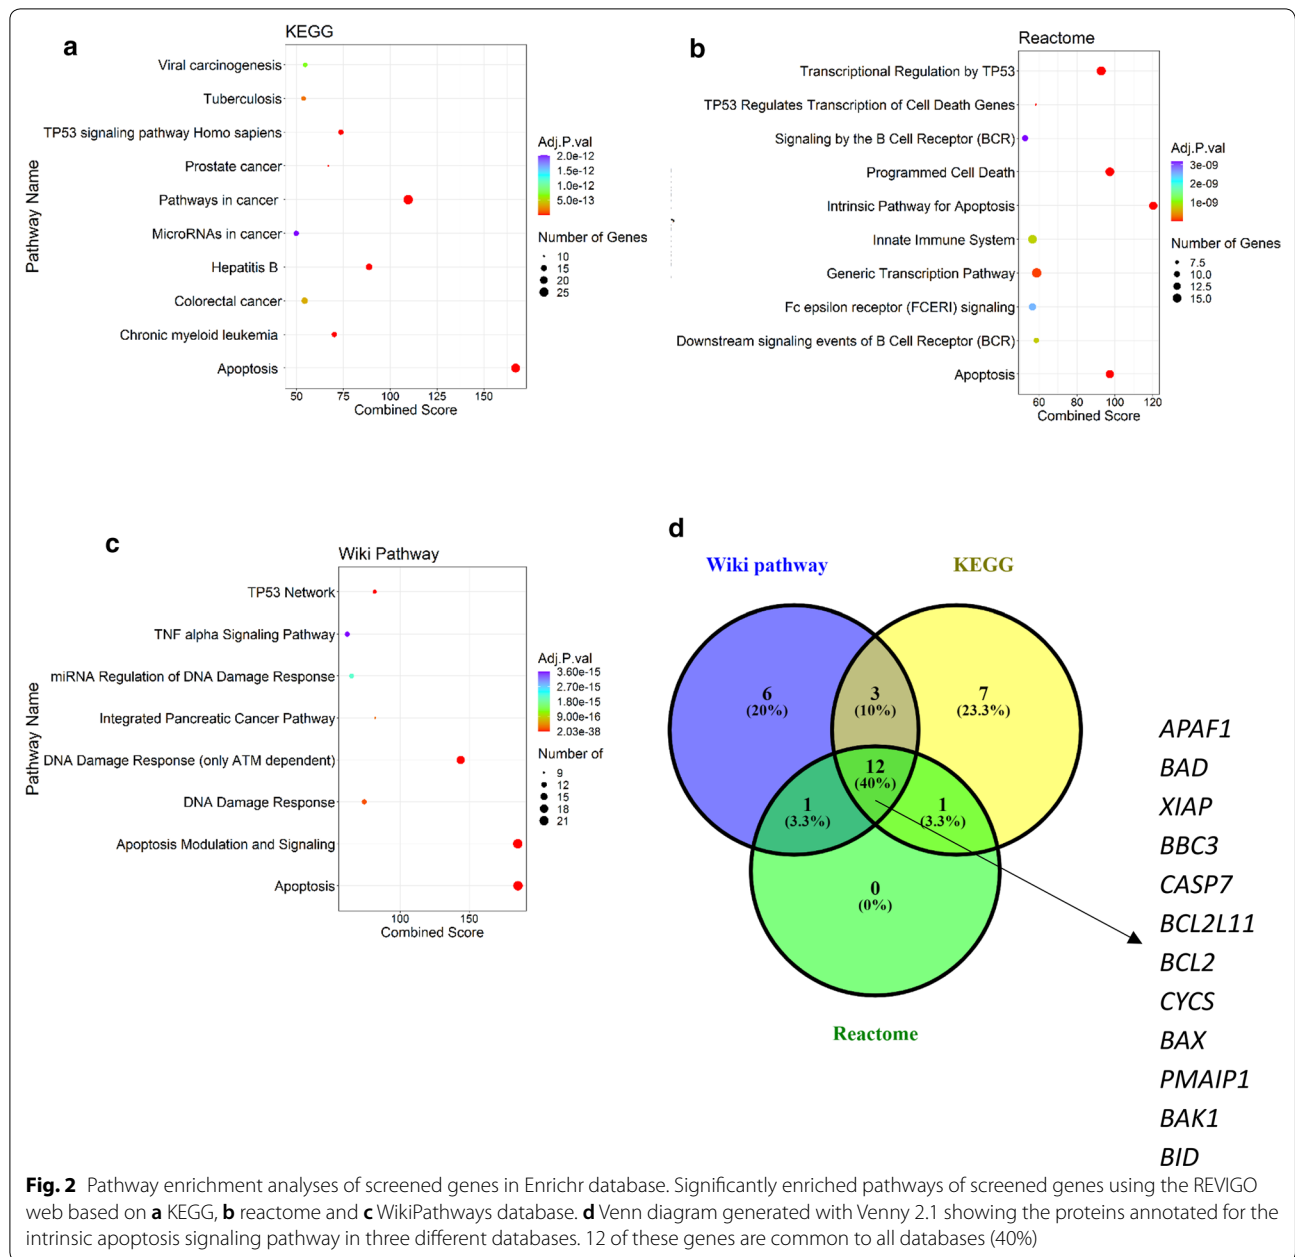 a
KEGG
Pathway Name
Viral carcinogenesis
Tuberculosis
TP53 signaling pathway Homo sapiens
Prostate cancer
Pathways in cancer
MicroRNAs in cancer
Hepatitis B
Colorectal cancer
Chronic myeloid leukemia
Apoptosis
50 75 100 125 150
Combined Score
Adj.P.val
2.0e-12
1.5e-12
1.0e-12
5.0e-13
Number of Genes
10
15
20
25
b
Reactome
Transcriptional Regulation by TP53
TP53 Regulates Transcription of Cell Death Genes
Signaling by the B Cell Receptor (BCR)
Programmed Cell Death
Intrinsic Pathway for Apoptosis
Innate Immune System
Generic Transcription Pathway
Fc epsilon receptor (FCERI) signaling
Downstream signaling events of B Cell Receptor (BCR)
Apoptosis
60 80 100 120
Combined Score
Adj.P.val
3e-09
2e-09
1e-09
Number of Genes
7.5
10.0
12.5
15.0
c
Wiki Pathway
Pathway Name
TP53 Network
TNF alpha Signaling Pathway
miRNA Regulation of DNA Damage Response
Integrated Pancreatic Cancer Pathway
DNA Damage Response (only ATM dependent)
DNA Damage Response
Apoptosis Modulation and Signaling
Apoptosis
100 150
Combined Score
Adj.P.val
3.60e-15
2.70e-15
1.80e-15
9.00e-16
2.03e-38
Number of
9
12
15
18
21
d
Wiki pathway
KEGG
6
(20%)
3
(10%)
7
(23.3%)
12
(40%)
1
(3.3%)
1
(3.3%)
0
(0%)
Reactome
APAF1
BAD
XIAP
BBC3
CASP7
BCL2L11
BCL2
CYCS
BAX
PMAIP1
BAK1
BID
Fig. 2 Pathway enrichment analyses of screened genes in Enrichr database. Significantly enriched pathways of screened genes using the REVIGO
web based on a KEGG, b reactome and c WikiPathways database. d Venn diagram generated with Venny 2.1 showing the proteins annotated for the
intrinsic apoptosis signaling pathway in three different databases. 12 of these genes are common to all databases (40%)